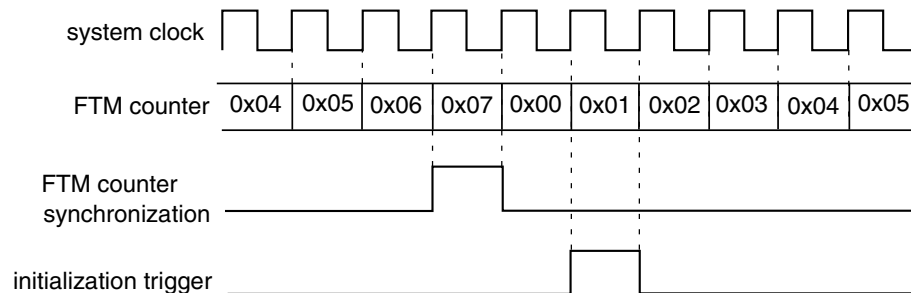 system clock
FTM counter 0x04 0x05 0x06 0x07 0x00 0x01 0x02 0x03 0x04 0x05
FTM counter
synchronization
initialization trigger